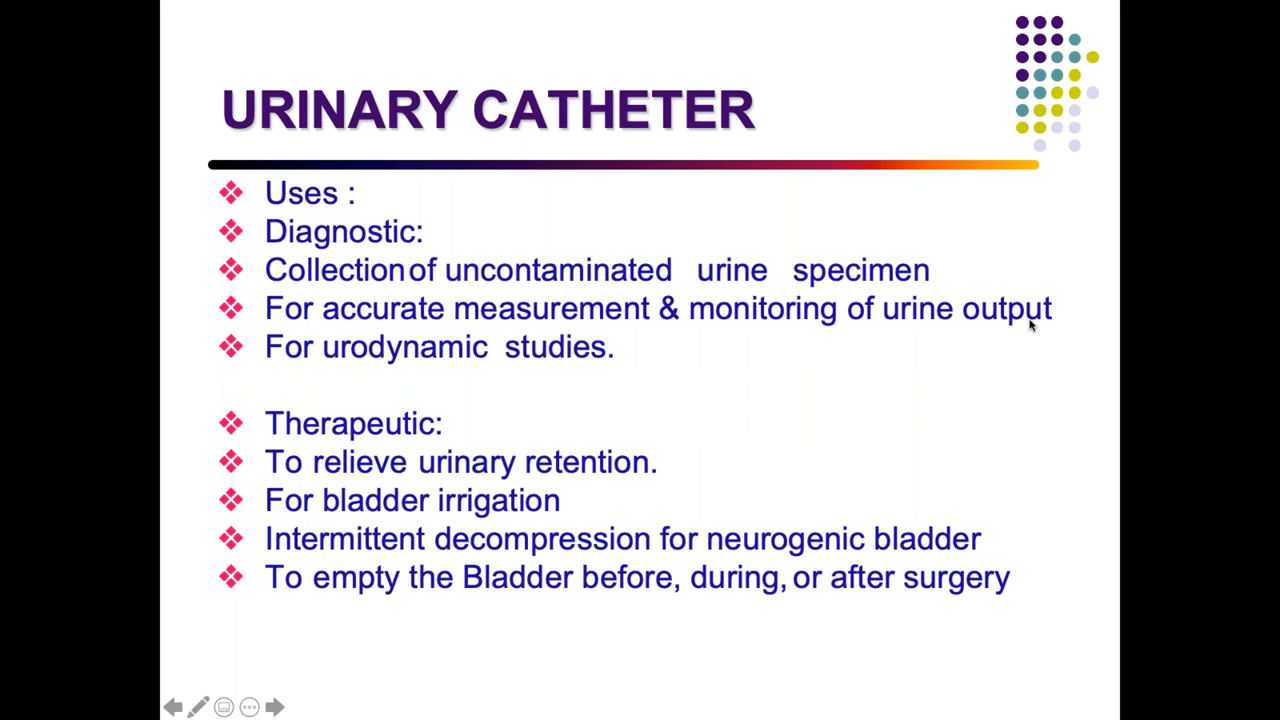 URINARY CATHETER
Uses :
Diagnostic:
Collection of uncontaminated urine specimen
For accurate measurement & monitoring of urine output
For urodynamic studies.
Therapeutic:
To relieve urinary retention.
For bladder irrigation
Intermittent decompression for neurogenic bladder
To empty the Bladder before, during, or after surgery